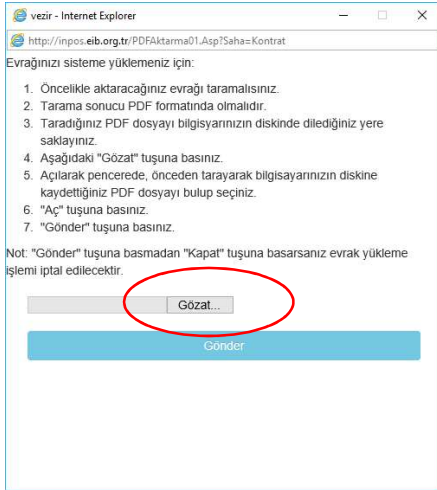 vezir - Internet Explorer
http://inpos.eib.org.tr/PDFAktarma01.Asp?Saha=Kontrat
Evrağınızı sisteme yüklemeniz için:
1. Öncelikle aktaracağınız evrağı taramalısınız.
2. Tarama sonucu PDF formatında olmalıdır.
3. Taradığınız PDF dosyayı bilgisyarınızın diskinde dilediğiniz yere
saklayınız.
4. Aşağıdaki "Gözat" tuşuna basınız.
5. Açılarak pencerede, önceden tarayarak bilgisayarınızın diskine
kaydettiğiniz PDF dosyayı bulup seçiniz.
6. "Aç" tuşuna basınız.
7. "Gönder" tuşuna basınız.
Not: "Gönder" tuşuna basmadan "Kapat" tuşuna basarsanız evrak yükleme
işlemi iptal edilecektir.
Gözat...
Gönder